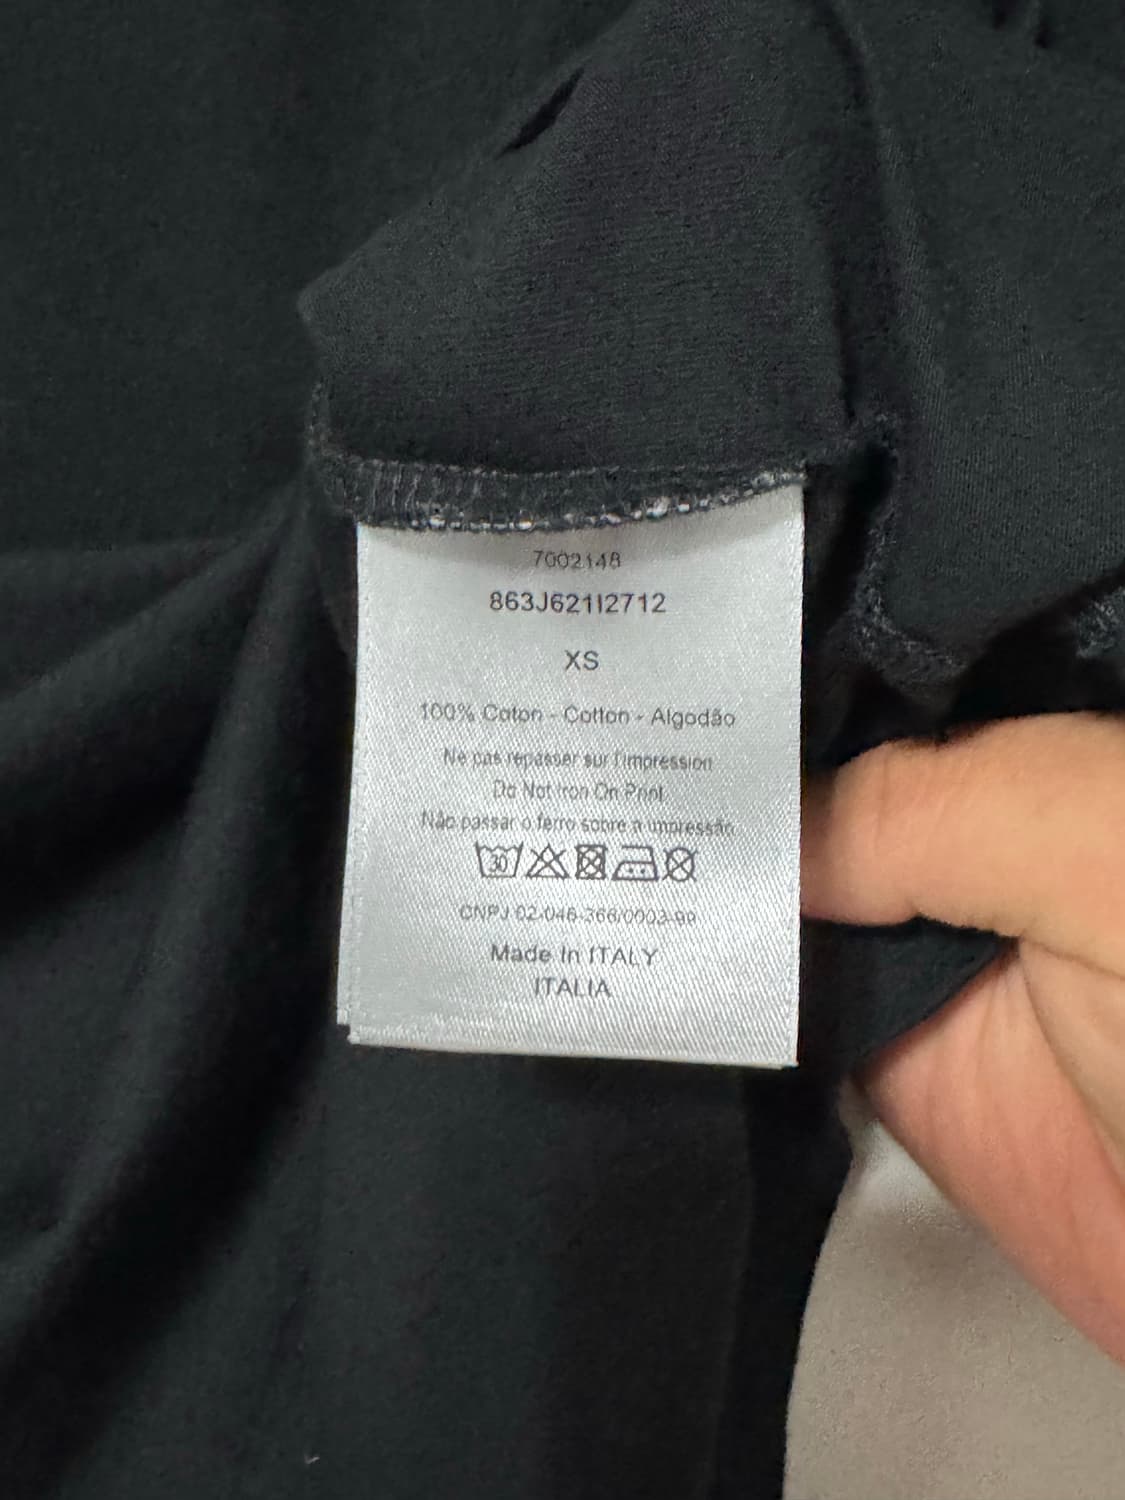 7002148
863J621I2712
XS
100% Coton - Cotton - Algodão
Ne pas repasser sur l'impression
Do Not Iron On Print
Não passar o ferro sobre a impressão
30
CNPJ 02-046-366/0003-99
Made In ITALY
ITALIA